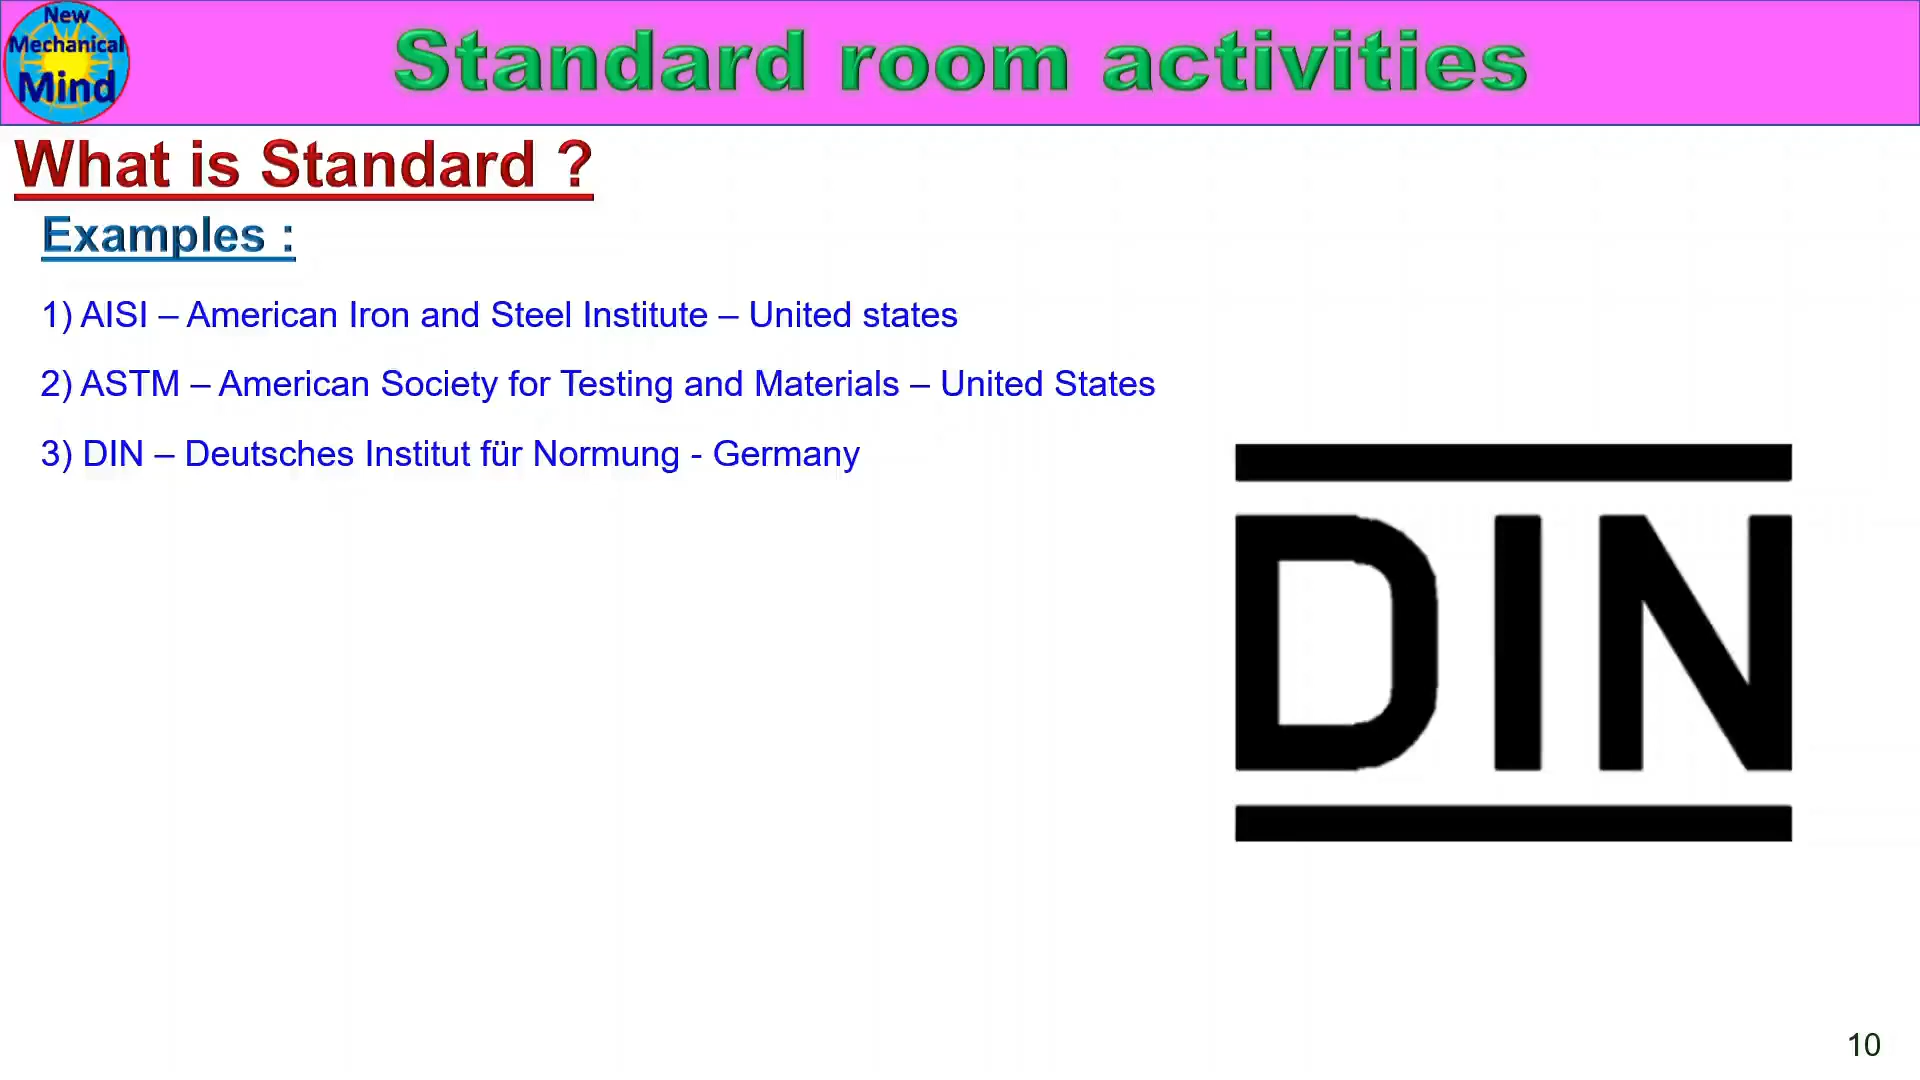 New
Mechanical
Mind
Standard room activities
What is Standard ?
Examples :
1) AISI – American Iron and Steel Institute – United states
2) ASTM – American Society for Testing and Materials – United States
3) DIN – Deutsches Institut für Normung - Germany
DIN
10